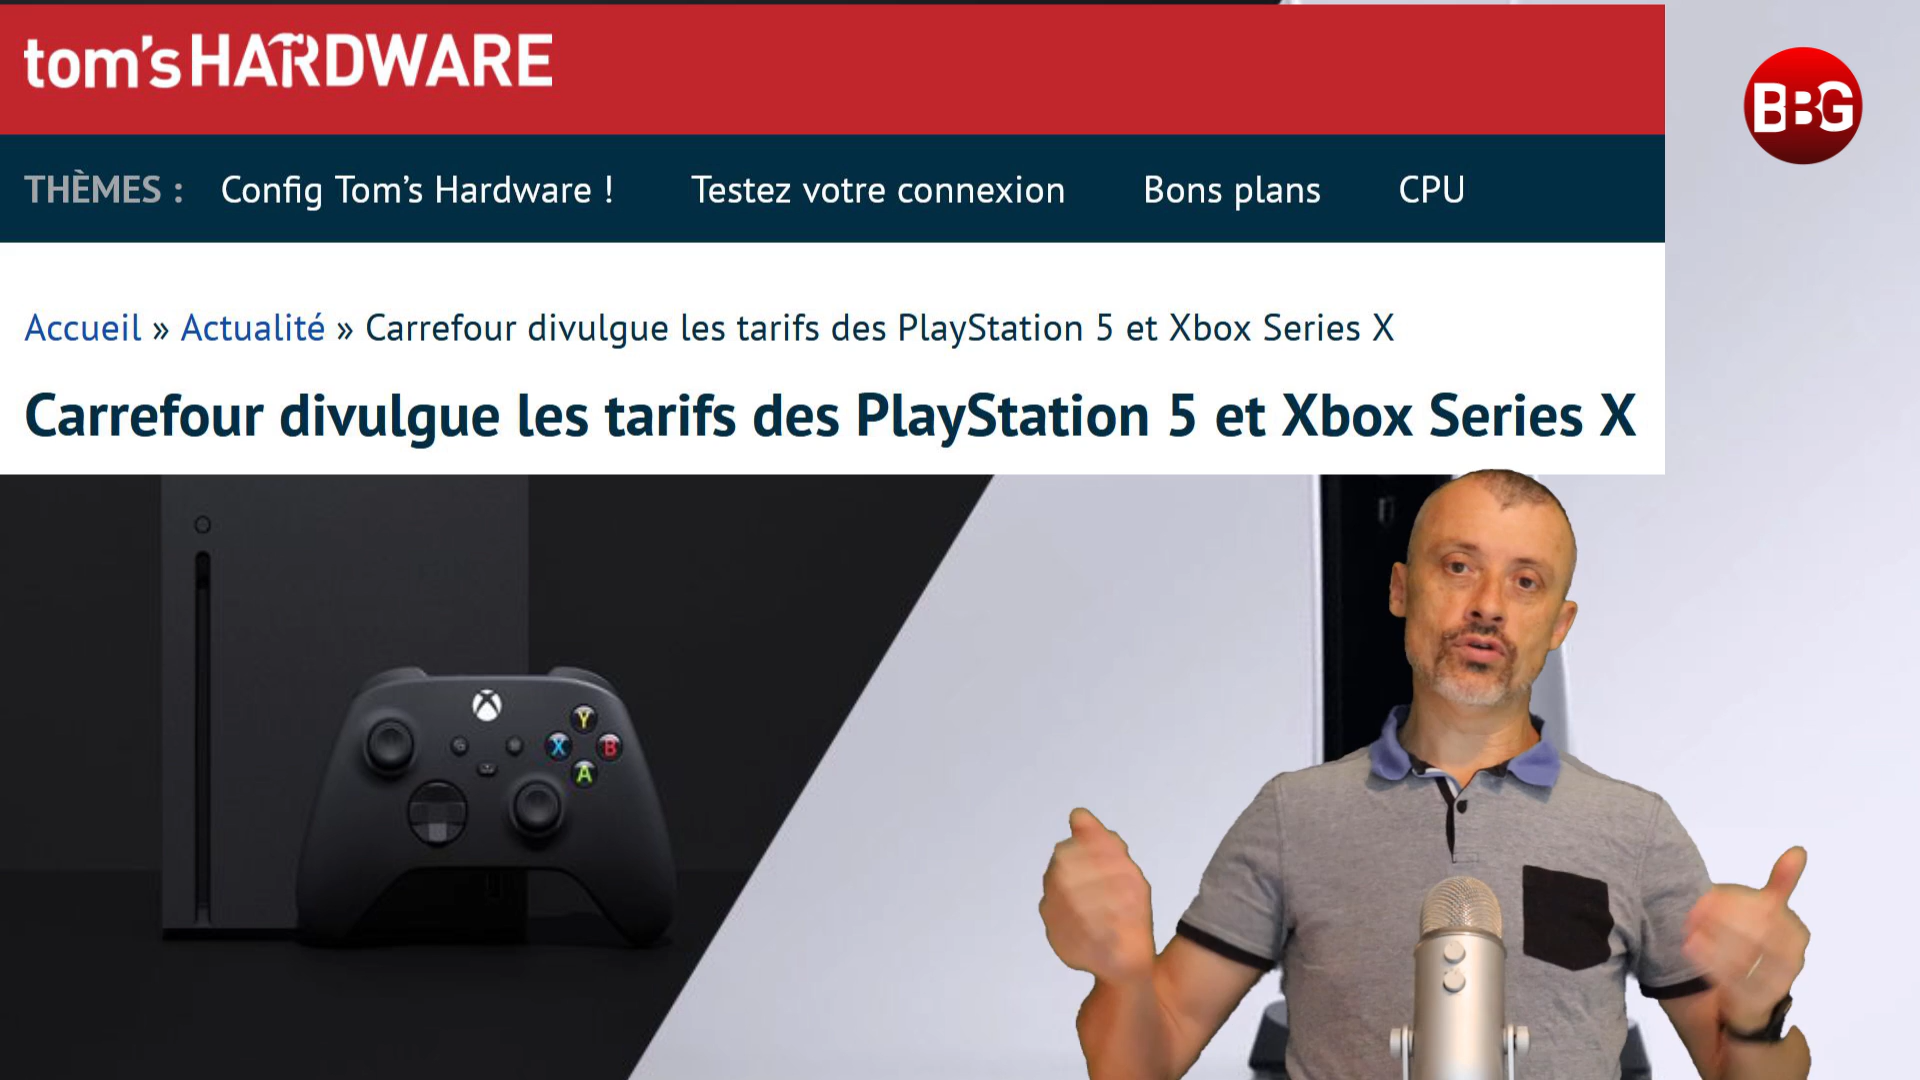 tom's HARDWARE
BBG
THÈMES : Config Tom’s Hardware ! Testez votre connexion Bons plans CPU
Accueil » Actualité » Carrefour divulgue les tarifs des PlayStation 5 et Xbox Series X
Carrefour divulgue les tarifs des PlayStation 5 et Xbox Series X
Y
X B
A